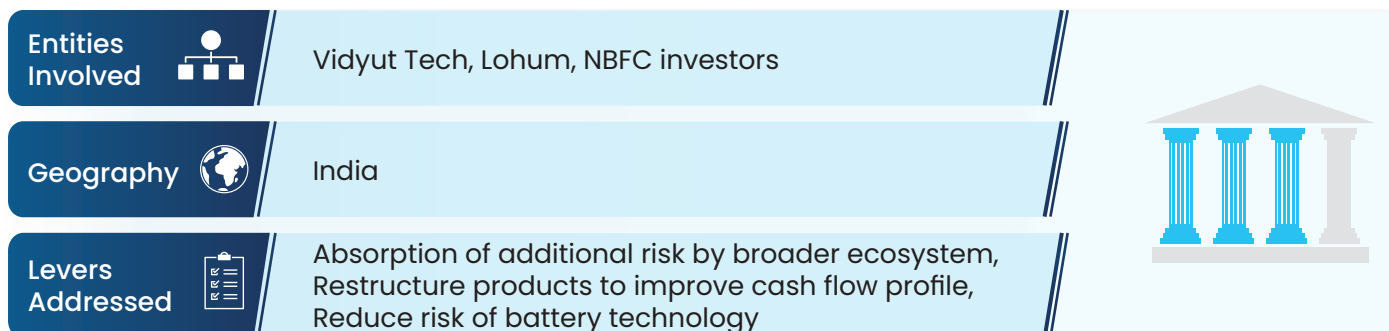 Entities
Involved
Vidyut Tech, Lohum, NBFC investors
Geography
India
Levers
Addressed
Absorption of additional risk by broader ecosystem,
Restructure products to improve cash flow profile,
Reduce risk of battery technology